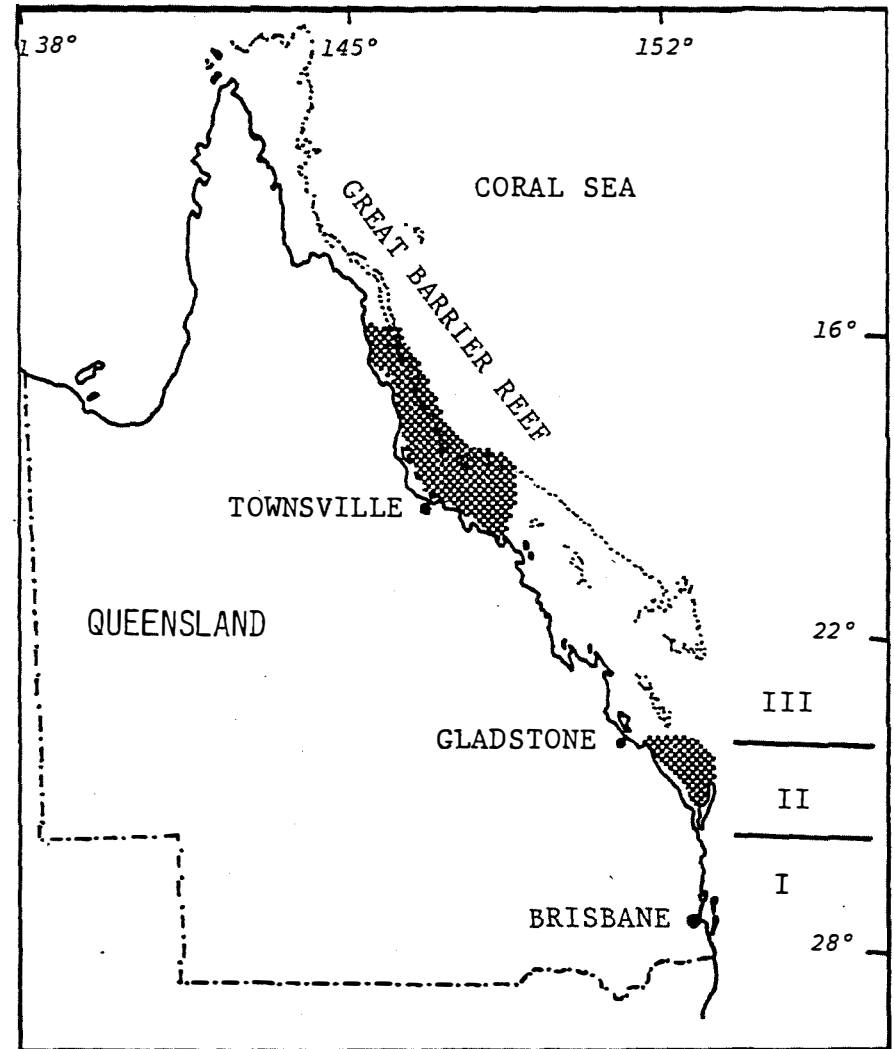 138° 145° 152°
CORAL SEA
GREAT BARRIER REEF
16°
TOWNSVILLE
QUEENSLAND
22°
III
GLADSTONE
II
I
BRISBANE
28°